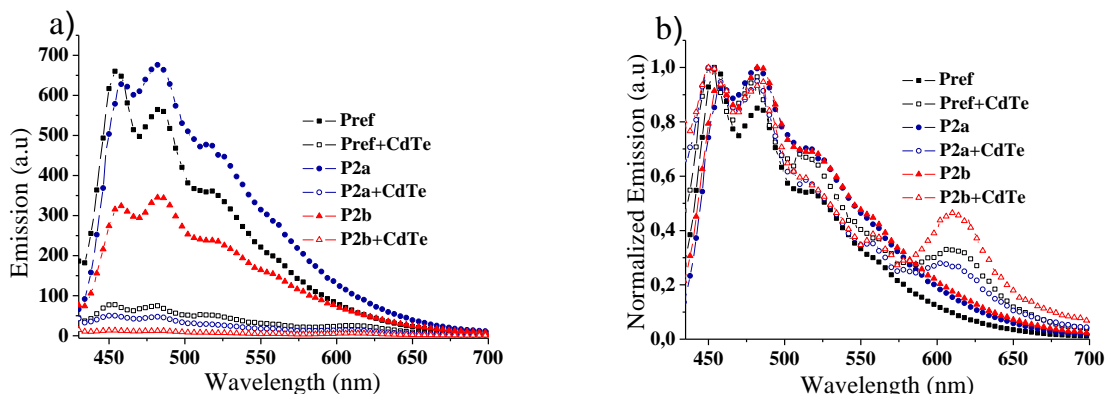 a)
700
600
500
400
300
200
100
0
Emission (a.u)
Pref
Pref+CdTe
P2a
P2a+CdTe
P2b
P2b+CdTe
450 500 550 600 650 700
Wavelength (nm)
b)
1,0
0,8
0,6
0,4
0,2
0,0
Normalized Emission (a.u)
Pref
Pref+CdTe
P2a
P2a+CdTe
P2b
P2b+CdTe
450 500 550 600 650 700
Wavelength (nm)